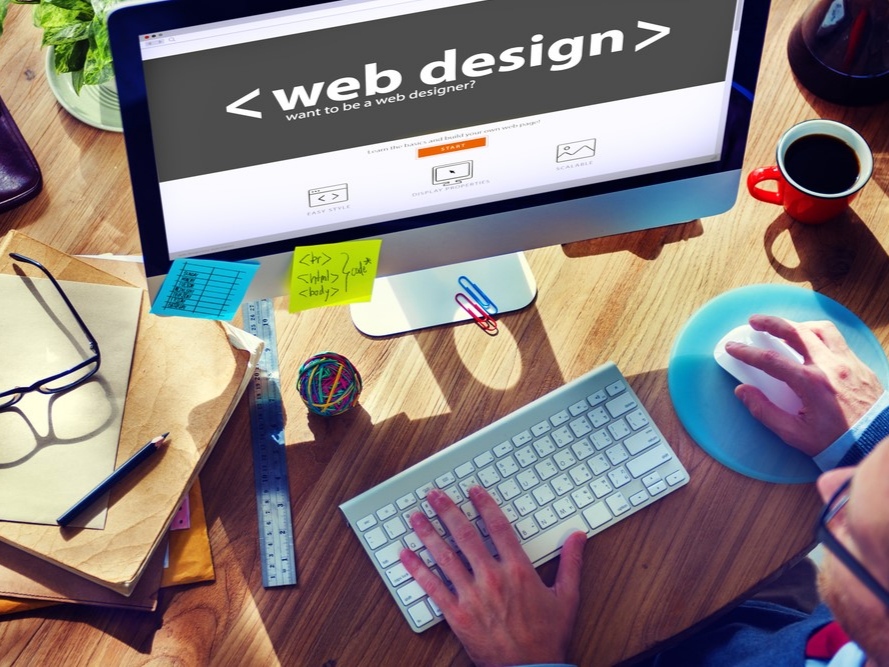 < web design >
want to be a web designer?
Learn the basics and build your own web page!
START
EASY STYLE
DISPLAY PROPERTIES
SCALABLE
<br>
<html> } code*
<body>